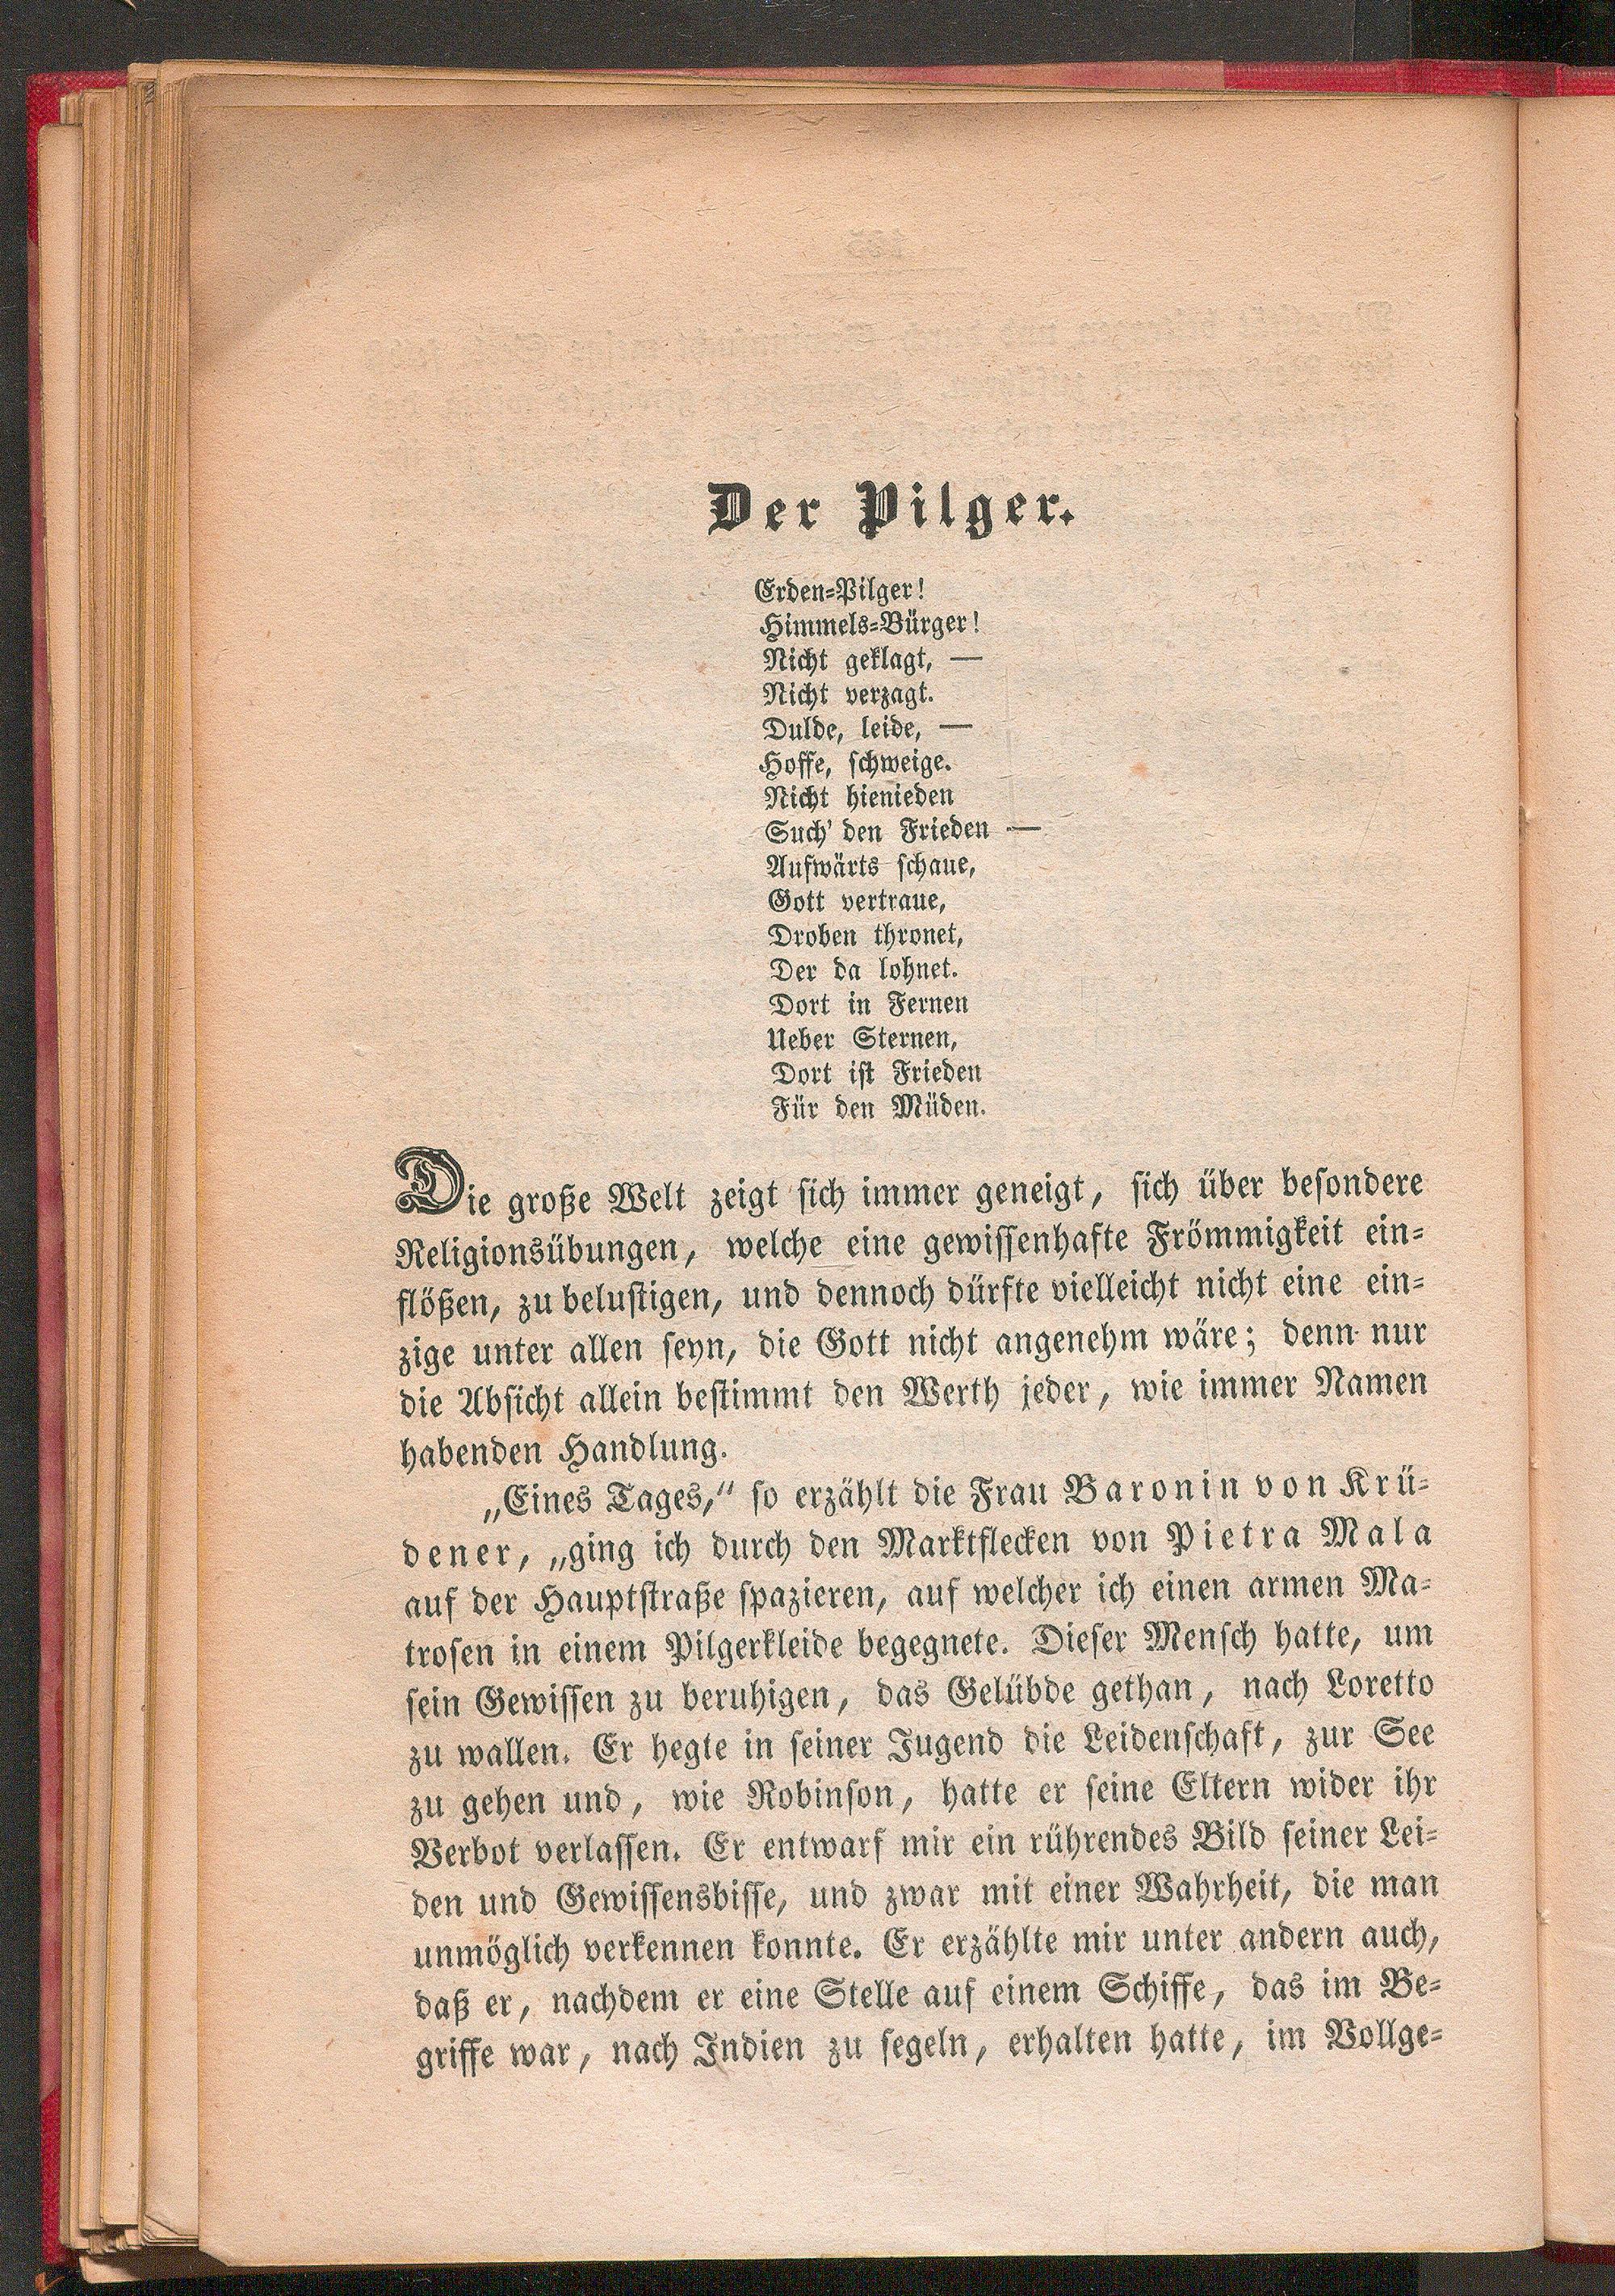 Der Pilger.
Erden-Pilger!
Himmels-Bürger!
Nicht geklagt, —
Nicht verzagt.
Dulde, leide, —
Hoffe, schweige.
Nicht hienieden
Such' den Frieden —
Aufwärts schaue,
Gott vertraue,
Droben thronet,
Der da lohnet.
Dort in Fernen
Ueber Sternen,
Dort ist Frieden
Für den Müden.
Die große Welt zeigt sich immer geneigt, sich über besondere
Religionsübungen, welche eine gewissenhafte Frömmigkeit ein-
flößen, zu belustigen, und dennoch dürfte vielleicht nicht eine ein-
zige unter allen seyn, die Gott nicht angenehm wäre; denn nur
die Absicht allein bestimmt den Werth jeder, wie immer Namen
habenden Handlung.
„Eines Tages,“ so erzählt die Frau Baronin von Krü-
dener, „ging ich durch den Marktflecken von Pietra Mala
auf der Hauptstraße spazieren, auf welcher ich einen armen Ma-
trosen in einem Pilgerkleide begegnete. Dieser Mensch hatte, um
sein Gewissen zu beruhigen, das Gelübde gethan, nach Loretto
zu wallen. Er hegte in seiner Jugend die Leidenschaft, zur See
zu gehen und, wie Robinson, hatte er seine Eltern wider ihr
Verbot verlassen. Er entwarf mir ein rührendes Bild seiner Lei-
den und Gewissensbisse, und zwar mit einer Wahrheit, die man
unmöglich verkennen konnte. Er erzählte mir unter andern auch,
daß er, nachdem er eine Stelle auf einem Schiffe, das im Be-
griffe war, nach Indien zu segeln, erhalten hatte, im Vollge-